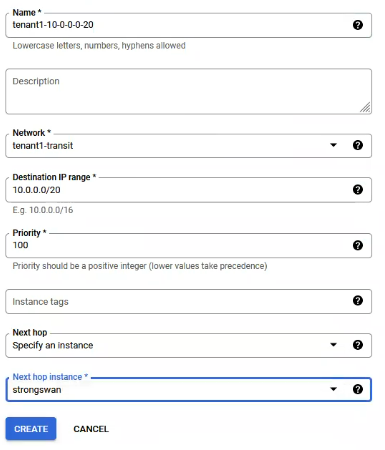 Name *
tenant1-10-0-0-0-20
Lowercase letters, numbers, hyphens allowed
Description
Network *
tenant1-transit
Destination IP range *
10.0.0.0/20
E.g. 10.0.0.0/16
Priority *
100
Priority should be a positive integer (lower values take precedence)
Instance tags
Next hop
Specify an instance
Next hop instance *
strongswan
CREATE CANCEL